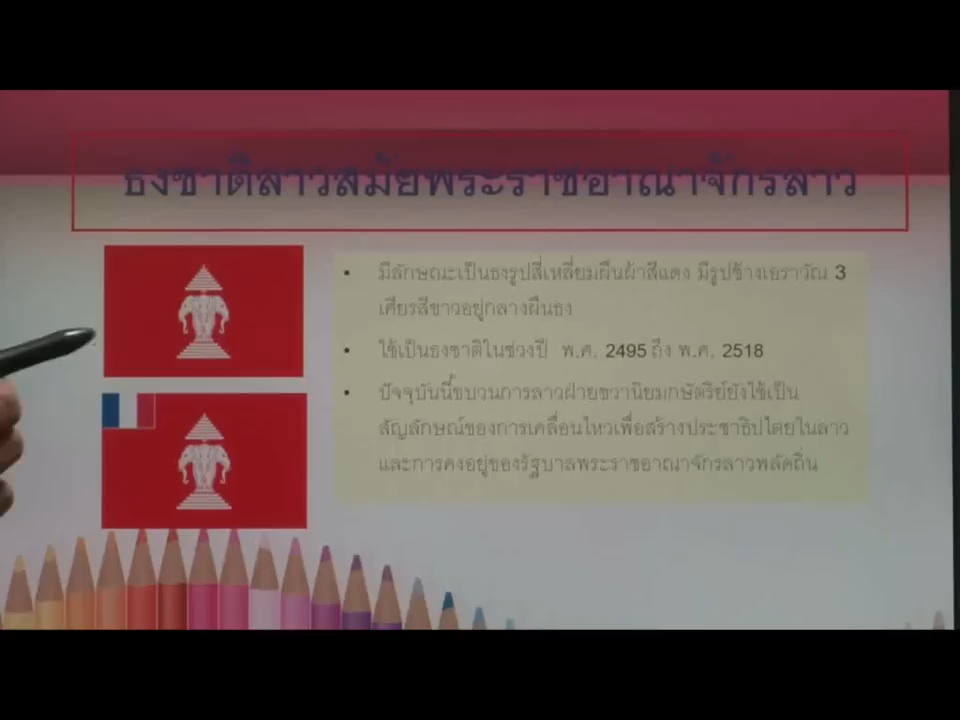 ธงชาติลาวสมัยพระราชอาณาจักรลาว
• มีลักษณะเป็นธงรูปสี่เหลี่ยมผืนผ้าสีแดง มีรูปช้างเอราวัณ 3
เศียรสีขาวอยู่กลางผืนธง
• ใช้เป็นธงชาติในช่วงปี พ.ศ. 2495 ถึง พ.ศ. 2518
• ปัจจุบันนี้ขบวนการลาวฝ่ายขวานิยมกษัตริย์ยังใช้เป็น
สัญลักษณ์ของการเคลื่อนไหวเพื่อสร้างประชาธิปไตยในลาว
และการคงอยู่ของรัฐบาลพระราชอาณาจักรลาวพลัดถิ่น